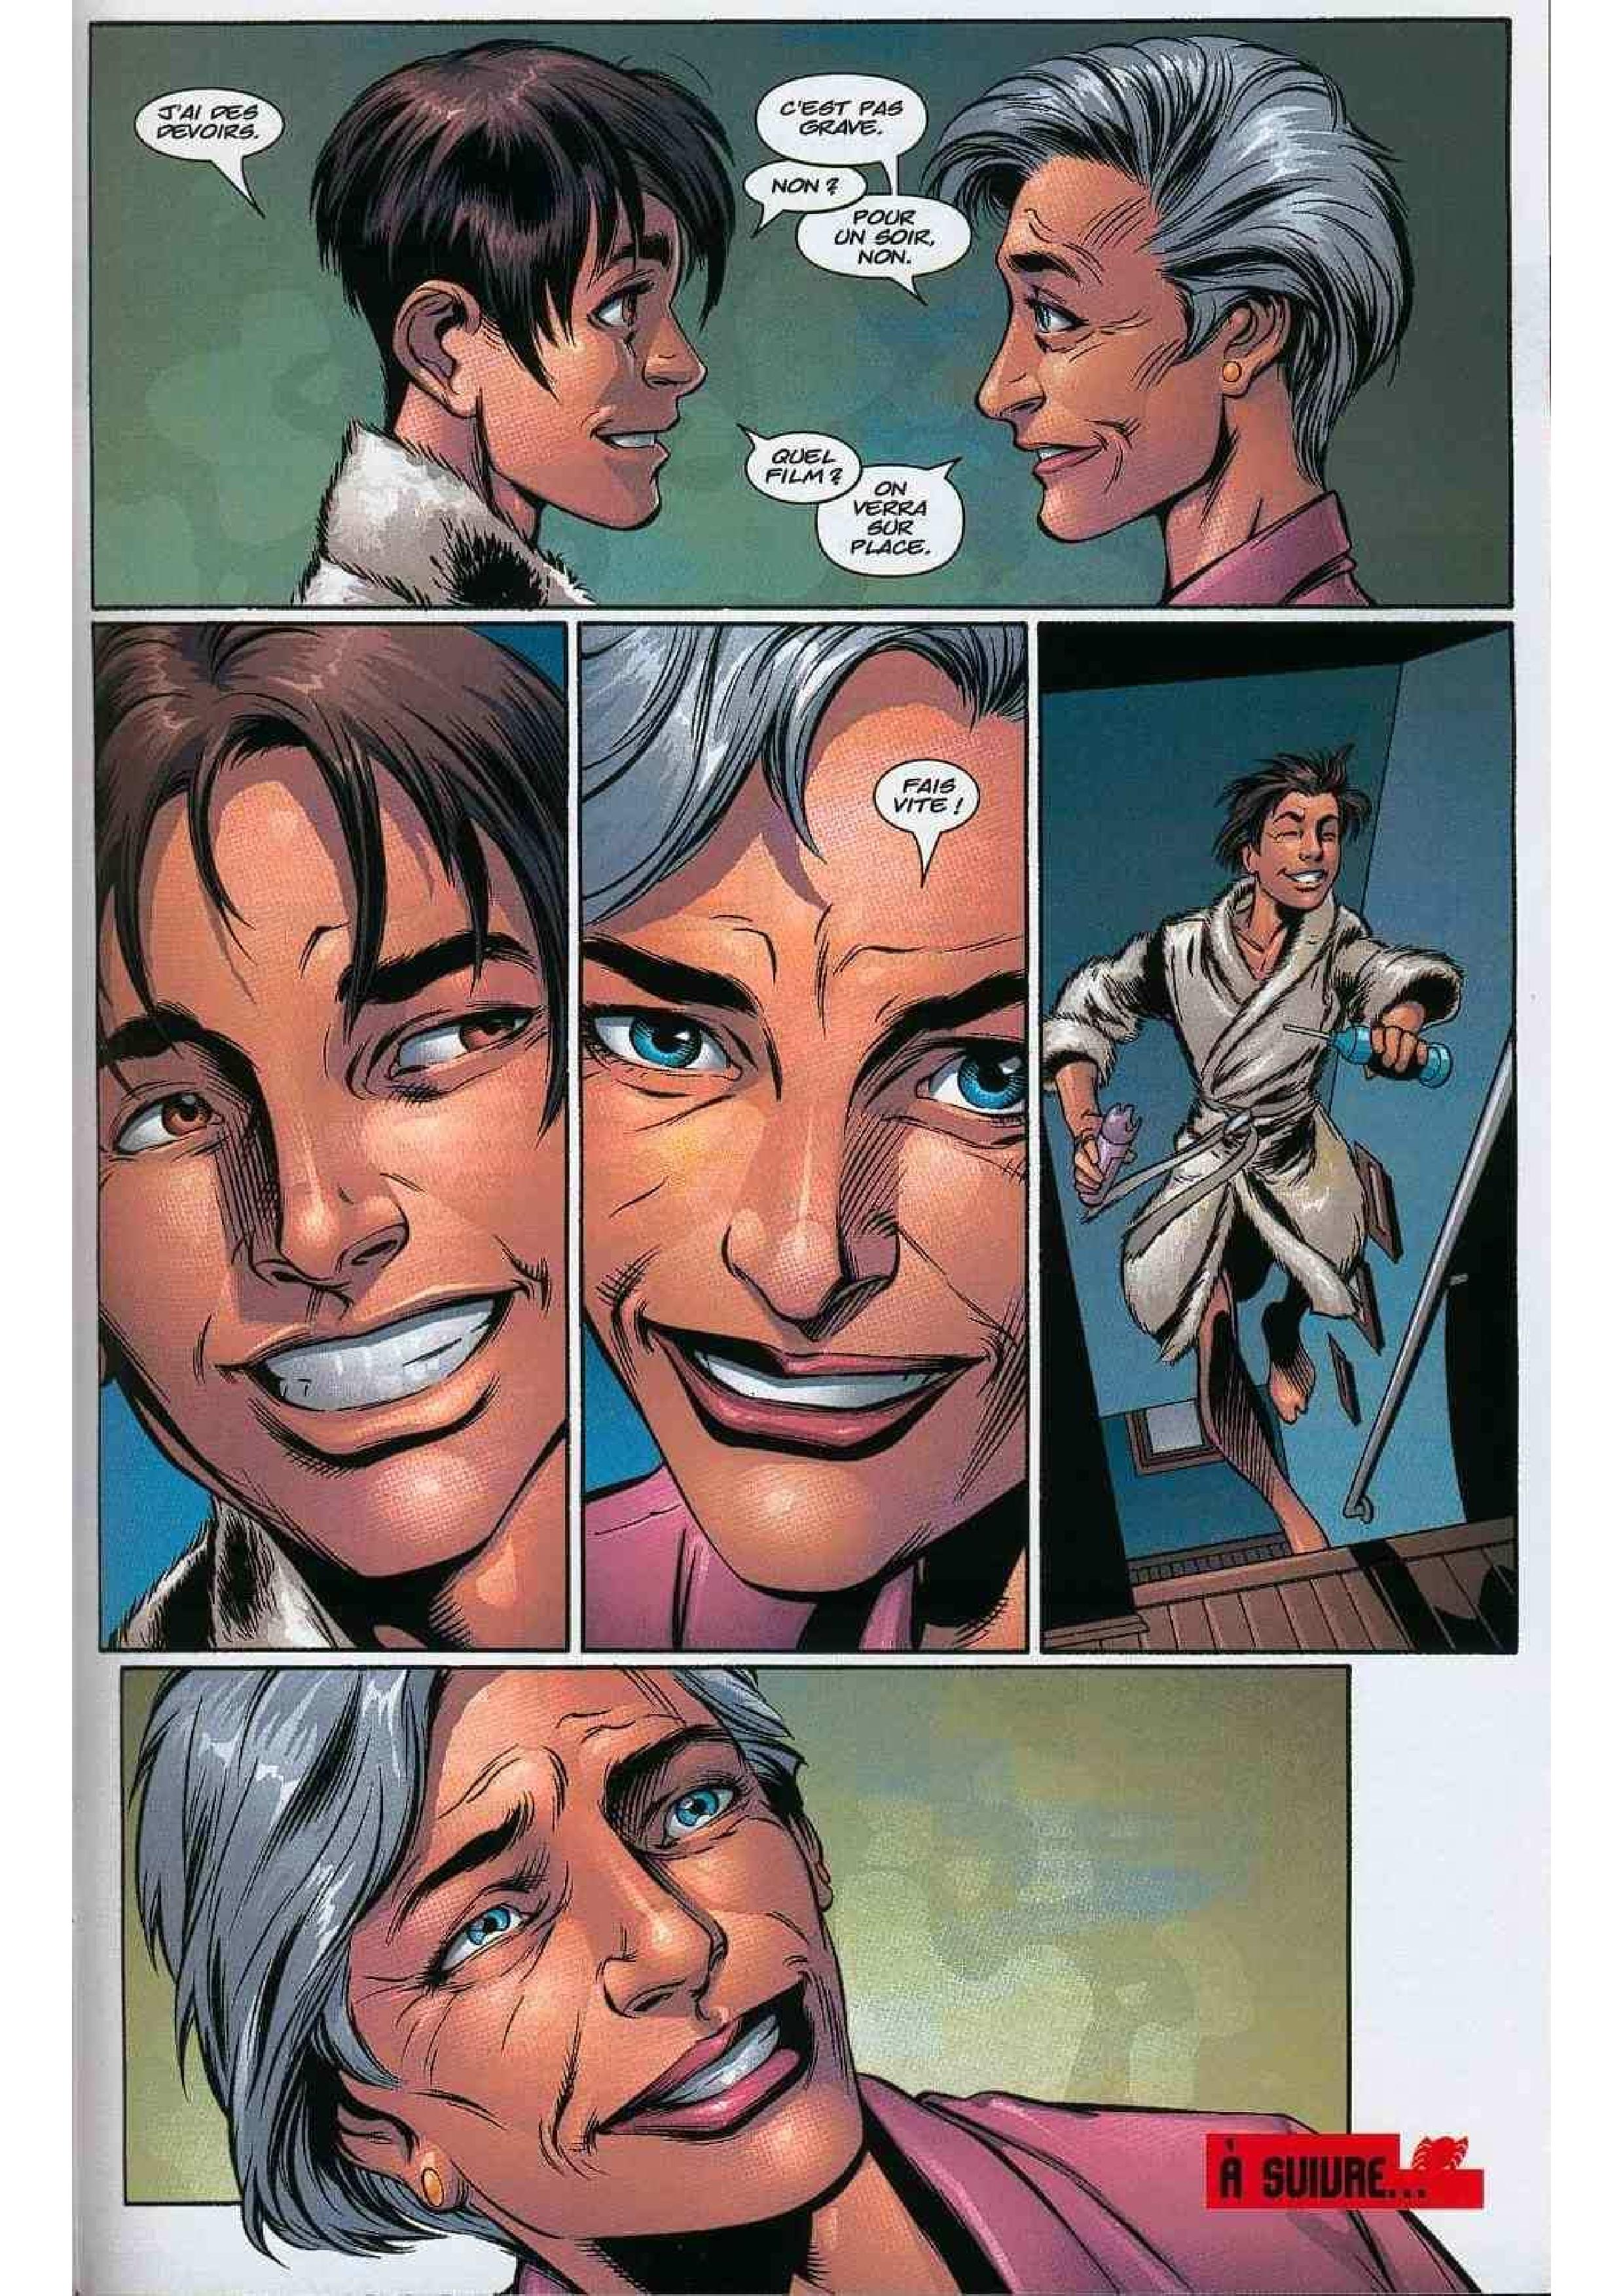 J'AI DES
DEVOIRS.
C'EST PAS
GRAVE.
NON ?
POUR
UN SOIR,
NON.
QUEL
FILM ?
ON
VERRA
SUR
PLACE.
FAIS
VITE !
À SUIVRE...